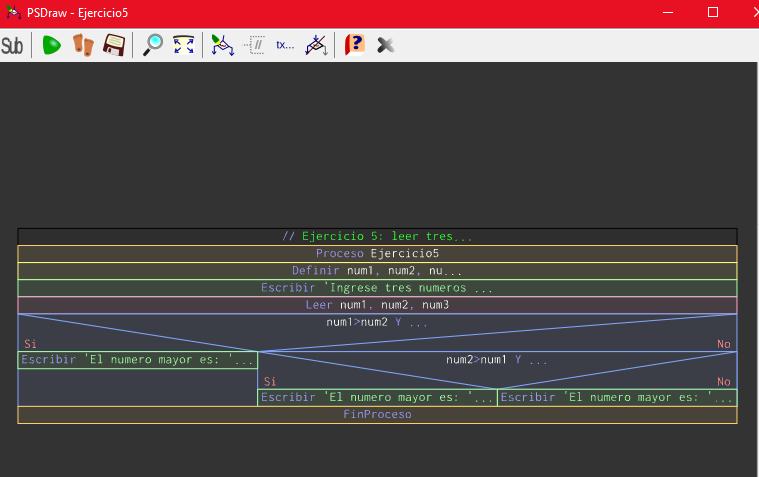 PSDraw - Ejercicio5
Sub // tx... ?
// Ejercicio 5: leer tres...
Proceso Ejercicio5
Definir num1, num2, nu...
Escribir 'Ingrese tres numeros ...
Leer num1, num2, num3
num1>num2 Y ...
Si No
Escribir 'El numero mayor es: '... num2>num1 Y ...
Si No
Escribir 'El numero mayor es: '... Escribir 'El numero mayor es: '...
FinProceso